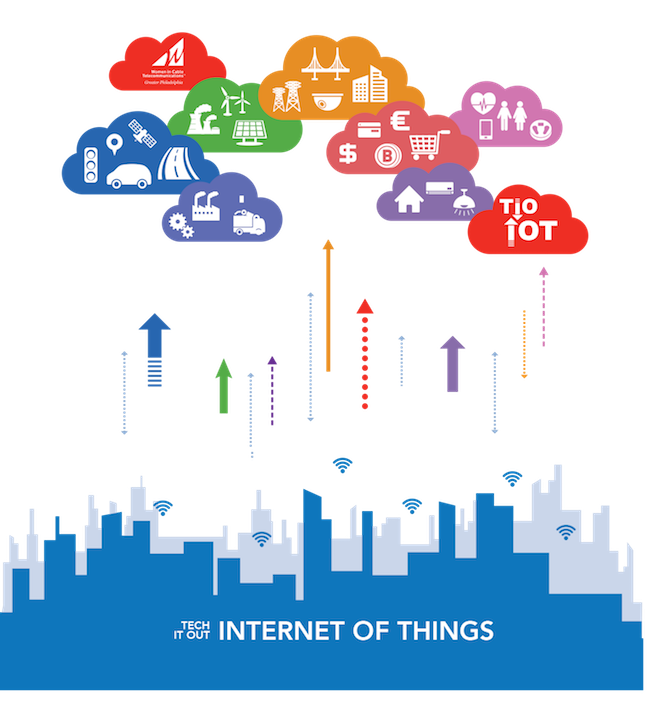 Women in Cable
Telecommunications
Greater Philadelphia
€
$
B
TiO
IOT
TECH
IT OUT
INTERNET OF THINGS